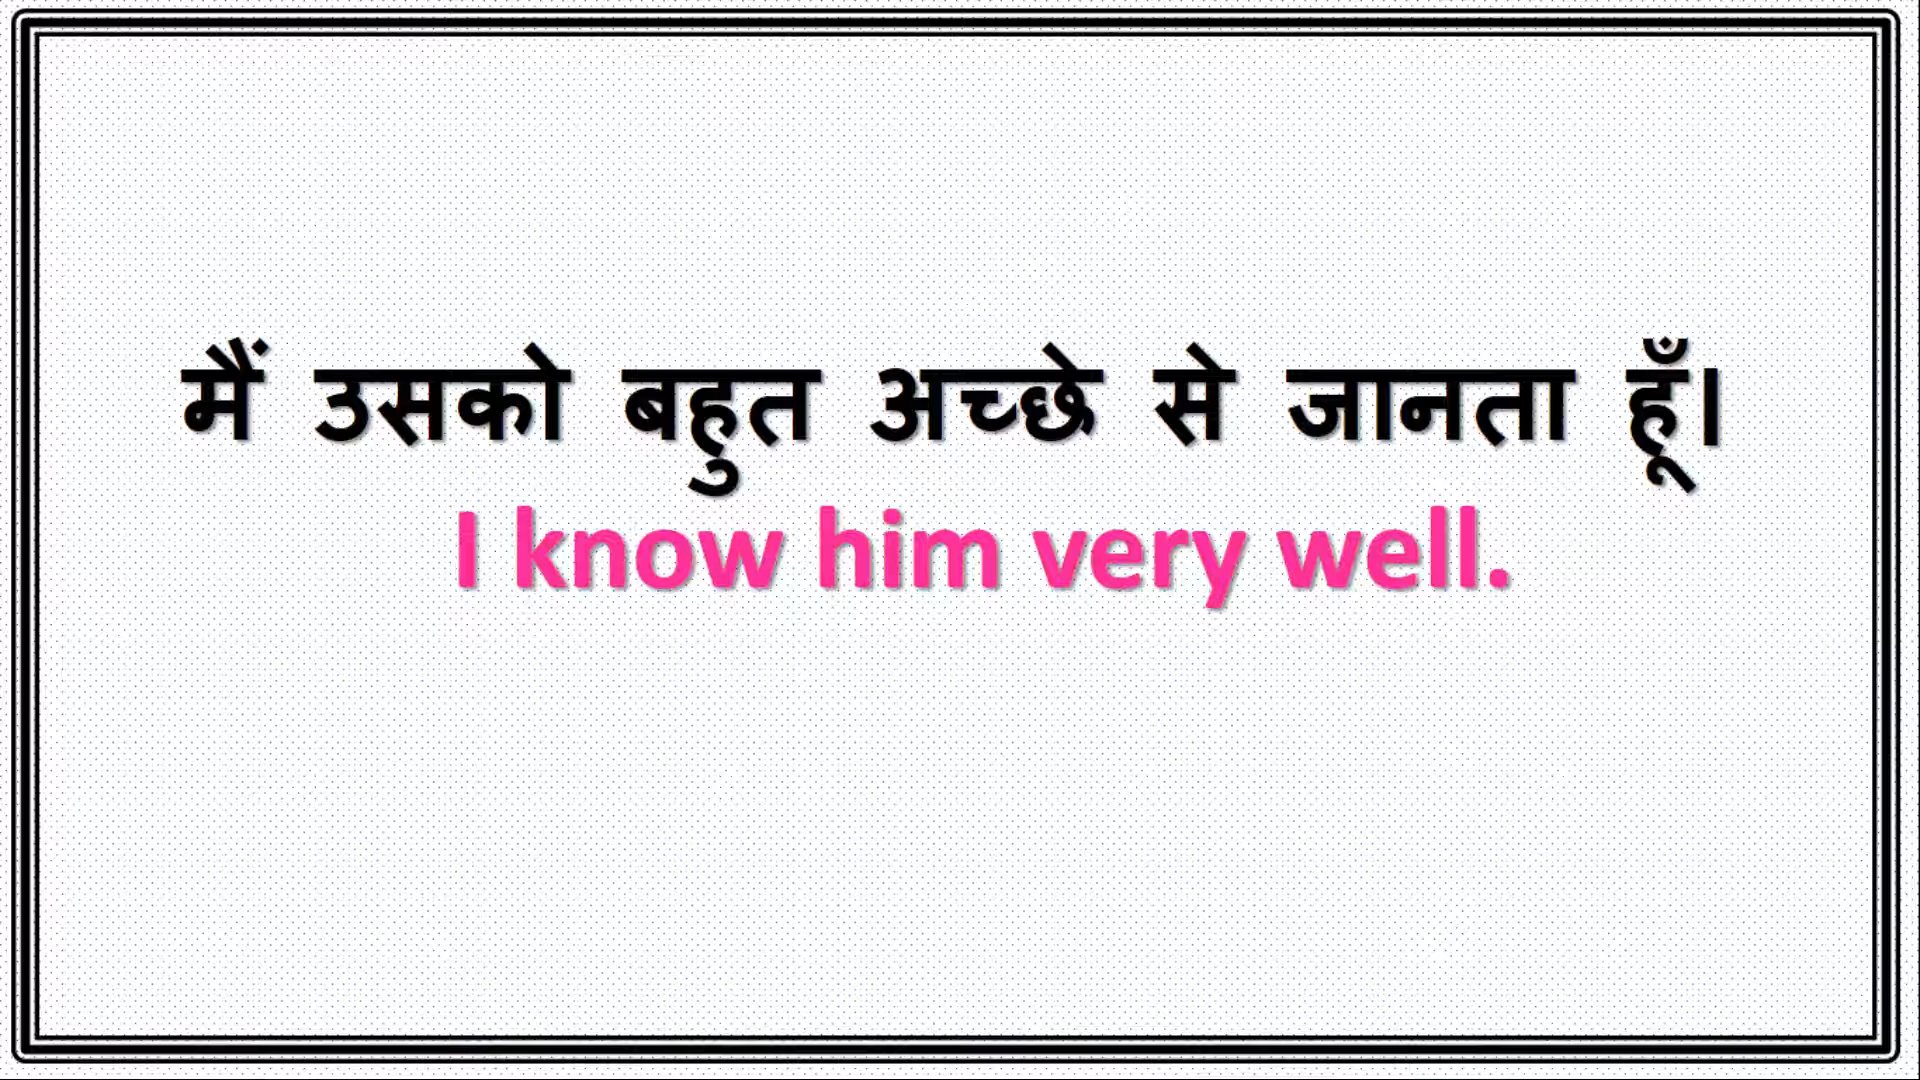 मैं उसको बहुत अच्छे से जानता हूँ।
I know him very well.